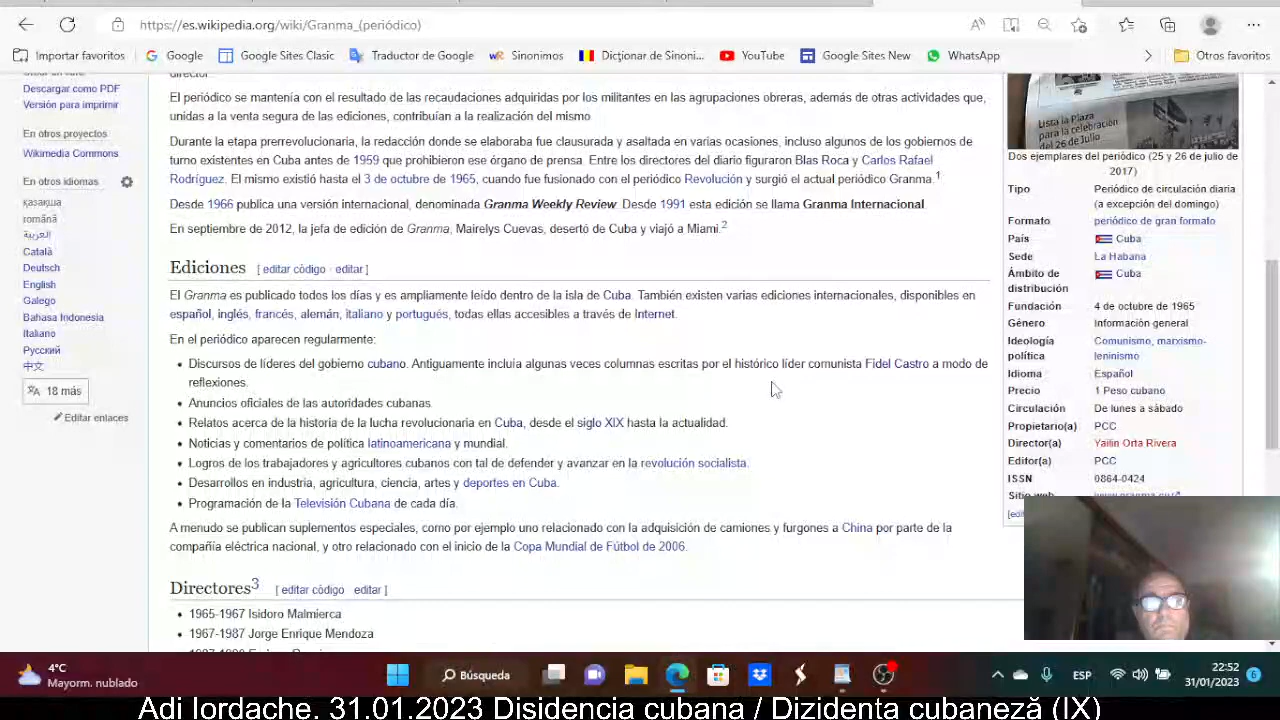 https://es.wikipedia.org/wiki/Granma_(periódico)
Importar favoritos
Google
Google Sites Clasic
Traductor de Google
Sinonimos
Dicționar de Sinoni...
YouTube
Google Sites New
WhatsApp
Otros favoritos
Descargar como PDF
Versión para imprimir
En otros proyectos
Wikimedia Commons
En otros idiomas
қазақша
română
العربية
Català
Deutsch
English
Galego
Bahasa Indonesia
Italiano
Русский
中文
18 más
Editar enlaces
director.
El periódico se mantenía con el resultado de las recaudaciones adquiridas por los militantes en las agrupaciones obreras, además de otras actividades que,
unidas a la venta segura de las ediciones, contribuían a la realización del mismo
Durante la etapa prerrevolucionaria, la redacción donde se elaboraba fue clausurada y asaltada en varias ocasiones, incluso algunos de los gobiernos de
turno existentes en Cuba antes de 1959 que prohibieron ese órgano de prensa. Entre los directores del diario figuraron Blas Roca y Carlos Rafael
Rodríguez. El mismo existió hasta el 3 de octubre de 1965, cuando fue fusionado con el periódico Revolución y surgió el actual periódico Granma.1
Desde 1966 publica una versión internacional, denominada Granma Weekly Review. Desde 1991 esta edición se llama Granma Internacional.
En septiembre de 2012, la jefa de edición de Granma, Mairelys Cuevas, desertó de Cuba y viajó a Miami.2
Ediciones [ editar código · editar ]
El Granma es publicado todos los días y es ampliamente leído dentro de la isla de Cuba. También existen varias ediciones internacionales, disponibles en
español, inglés, francés, alemán, italiano y portugués, todas ellas accesibles a través de Internet.
En el periódico aparecen regularmente:
• Discursos de líderes del gobierno cubano. Antiguamente incluía algunas veces columnas escritas por el histórico líder comunista Fidel Castro a modo de
reflexiones.
• Anuncios oficiales de las autoridades cubanas
• Relatos acerca de la historia de la lucha revolucionaria en Cuba, desde el siglo XIX hasta la actualidad.
• Noticias y comentarios de política latinoamericana y mundial.
• Logros de los trabajadores y agricultores cubanos con tal de defender y avanzar en la revolución socialista.
• Desarrollos en industria, agricultura, ciencia, artes y deportes en Cuba.
• Programación de la Televisión Cubana de cada día.
A menudo se publican suplementos especiales, como por ejemplo uno relacionado con la adquisición de camiones y furgones a China por parte de la
compañía eléctrica nacional, y otro relacionado con el inicio de la Copa Mundial de Fútbol de 2006.
Directores3 [ editar código editar ]
• 1965-1967 Isidoro Malmierca
• 1967-1987 Jorge Enrique Mendoza
Lista la Plaza
para la celebración
del 26 de Julio
Dos ejemplares del periódico (25 y 26 de julio de
2017)
Tipo Periódico de circulación diaria
(a excepción del domingo)
Formato periódico de gran formato
País Cuba
Sede La Habana
Ámbito de Cuba
distribución
Fundación 4 de octubre de 1965
Género Información general
Ideología Comunismo, marxismo-
política leninismo
Idioma Español
Precio 1 Peso cubano
Circulación De lunes a sábado
Propietario(a) PCC
Director(a) Yailin Orta Rivera
Editor(a) PCC
ISSN 0864-0424
Sitio web www.granma.cu
4°C
Mayorm. nublado
Búsqueda
ESP
22:52
31/01/2023
6
Adi Iordache. 31.01.2023 Disidencia cubana / Dizidenta cubaneză (IX)